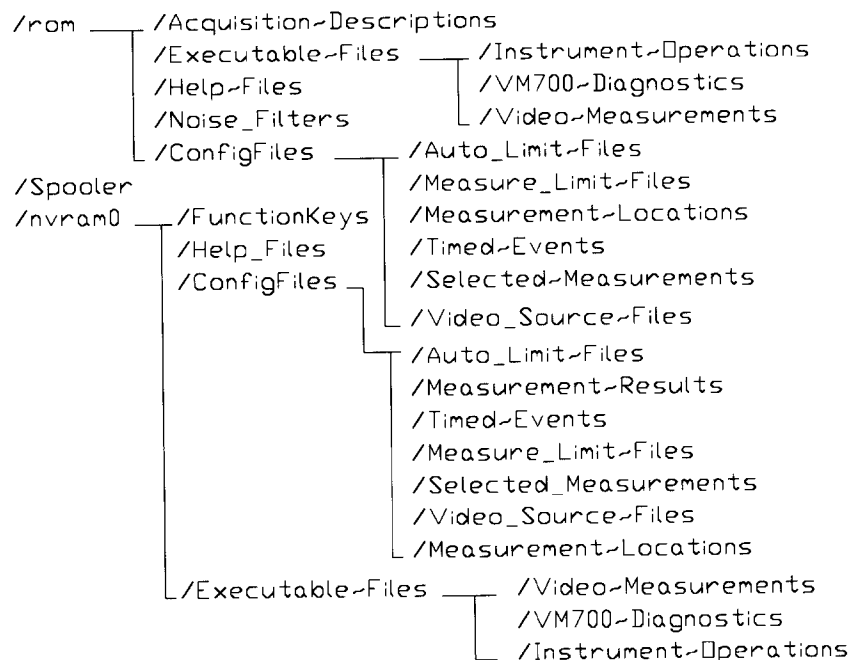 /rom /Acquisition~Descriptions
/Executable~Files /Instrument~Operations
/Help~Files /VM700~Diagnostics
/Noise_Filters /Video~Measurements
/ConfigFiles /Auto_Limit~Files
/Spooler /Measure_Limit~Files
/nvram0 /FunctionKeys /Measurement~Locations
/Help_Files /Timed~Events
/ConfigFiles /Selected~Measurements
/Video_Source~Files
/Auto_Limit~Files
/Measurement~Results
/Timed~Events
/Measure_Limit~Files
/Selected_Measurements
/Video_Source~Files
/Measurement~Locations
/Executable~Files /Video~Measurements
/VM700~Diagnostics
/Instrument~Operations